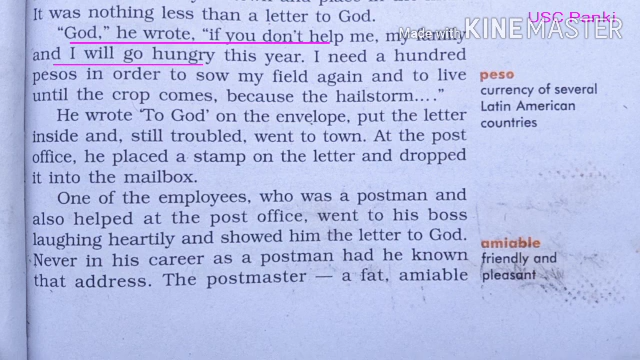 It was nothing less than a letter to God.
USC Panki
Made with KINEMASTER
"God," he wrote, "if you don't help me, my family
and I will go hungry this year. I need a hundred
pesos in order to sow my field again and to live
until the crop comes, because the hailstorm...."
He wrote 'To God' on the envelope, put the letter
inside and, still troubled, went to town. At the post
office, he placed a stamp on the letter and dropped
it into the mailbox.
One of the employees, who was a postman and
also helped at the post office, went to his boss
laughing heartily and showed him the letter to God.
Never in his career as a postman had he known
that address. The postmaster — a fat, amiable
peso
currency of several
Latin American
countries
amiable
friendly and
pleasant